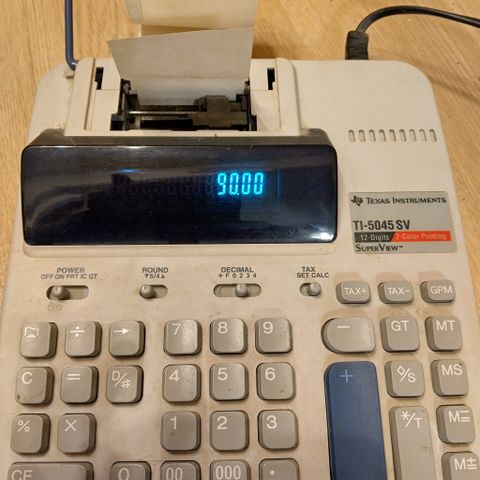 90.00
TEXAS INSTRUMENTS
TI-5045 SV
12-Digits 2-Color Printing
SUPERVIEW™
POWER ROUND DECIMAL TAX
OFF ON PRT IC GT ▼5/4▲ + F 0 2 3 4 SET CALC
TAX+ TAX− GPM
÷ → 7 8 9 − GT MT
C = D/# 4 5 6 + ◊/S MS
% X 1 2 3 */T M=
CE 0 00 000 . M±